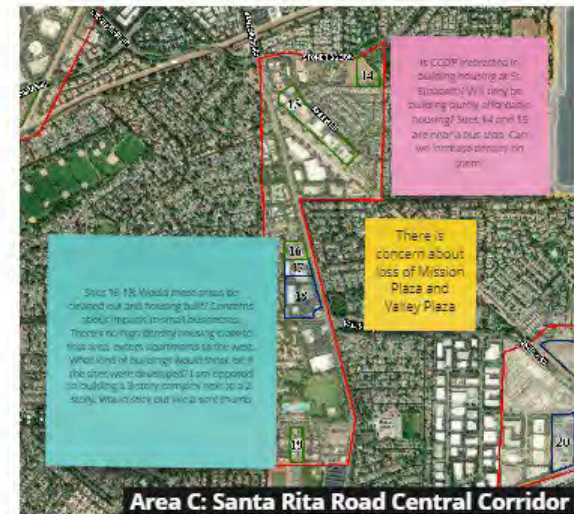 14
Is CCOP interested in
building housing at St.
Elizabeth? Will they be
building purely affordable
housing? Sites 14 and 15
are near a bus stop. Can
we increase density on
them?
15
There is
concern about
loss of Mission
Plaza and
Valley Plaza
16
17
18
Sites 16-18: Would these areas be
cleared out and housing built? Concerns
about impacts to small businesses.
There's no high density housing close to
that area, except apartments to the west.
What kind of buildings would those be if
the sites were developed? I am opposed
to building a 3-story complex next to a 2-
story. Would stick out like a sore thumb.
19
20
Area C: Santa Rita Road Central Corridor